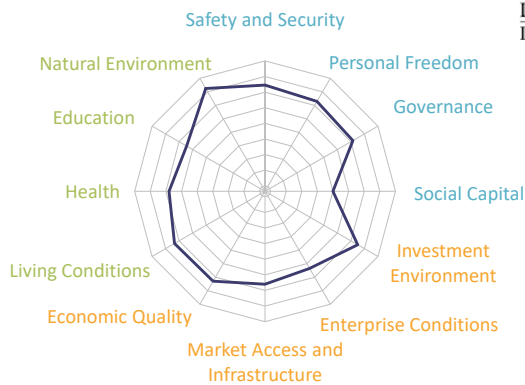 Safety and Security
Personal Freedom
Governance
Social Capital
Investment
Environment
Enterprise Conditions
Market Access and
Infrastructure
Economic Quality
Living Conditions
Health
Education
Natural Environment